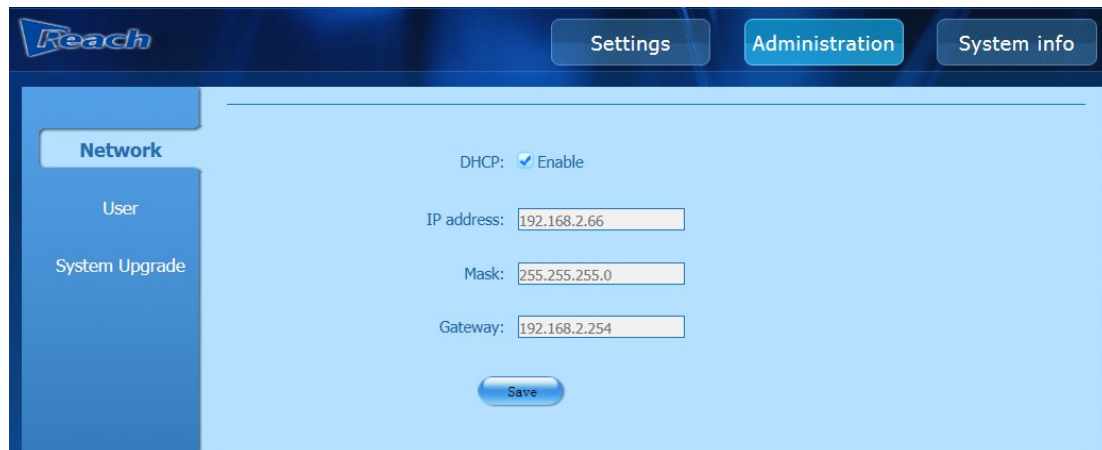 Reach
Settings Administration System info
Network
DHCP: Enable
User
IP address: 192.168.2.66
System Upgrade
Mask: 255.255.255.0
Gateway: 192.168.2.254
Save